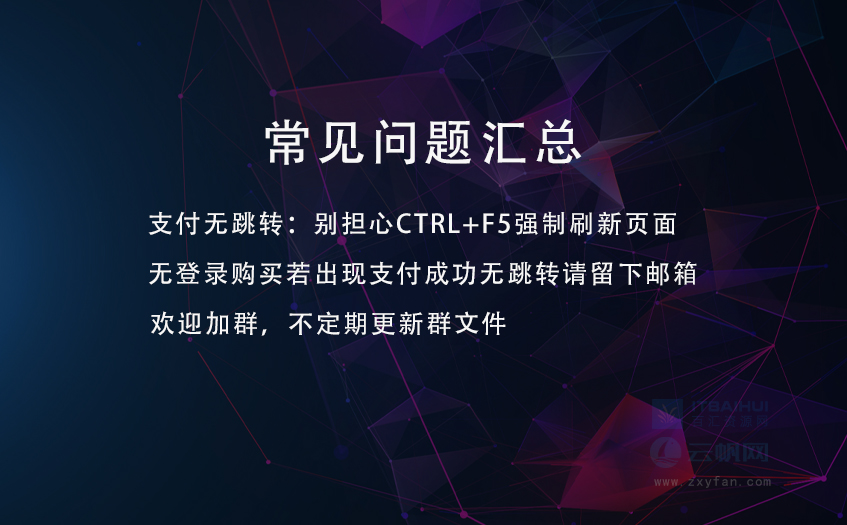 常见问题汇总
支付无跳转：别担心CTRL+F5强制刷新页面
无登录购买若出现支付成功无跳转请留下邮箱
欢迎加群，不定期更新群文件
ITBAIHUI
云帆网
www.zxyfan.com